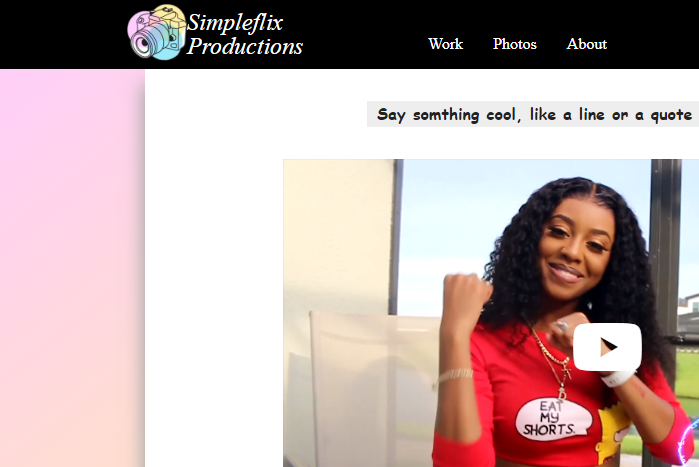 Simpleflix
Productions
Work Photos About
Say somthing cool, like a line or a quote
EAT
MY
SHORTS.